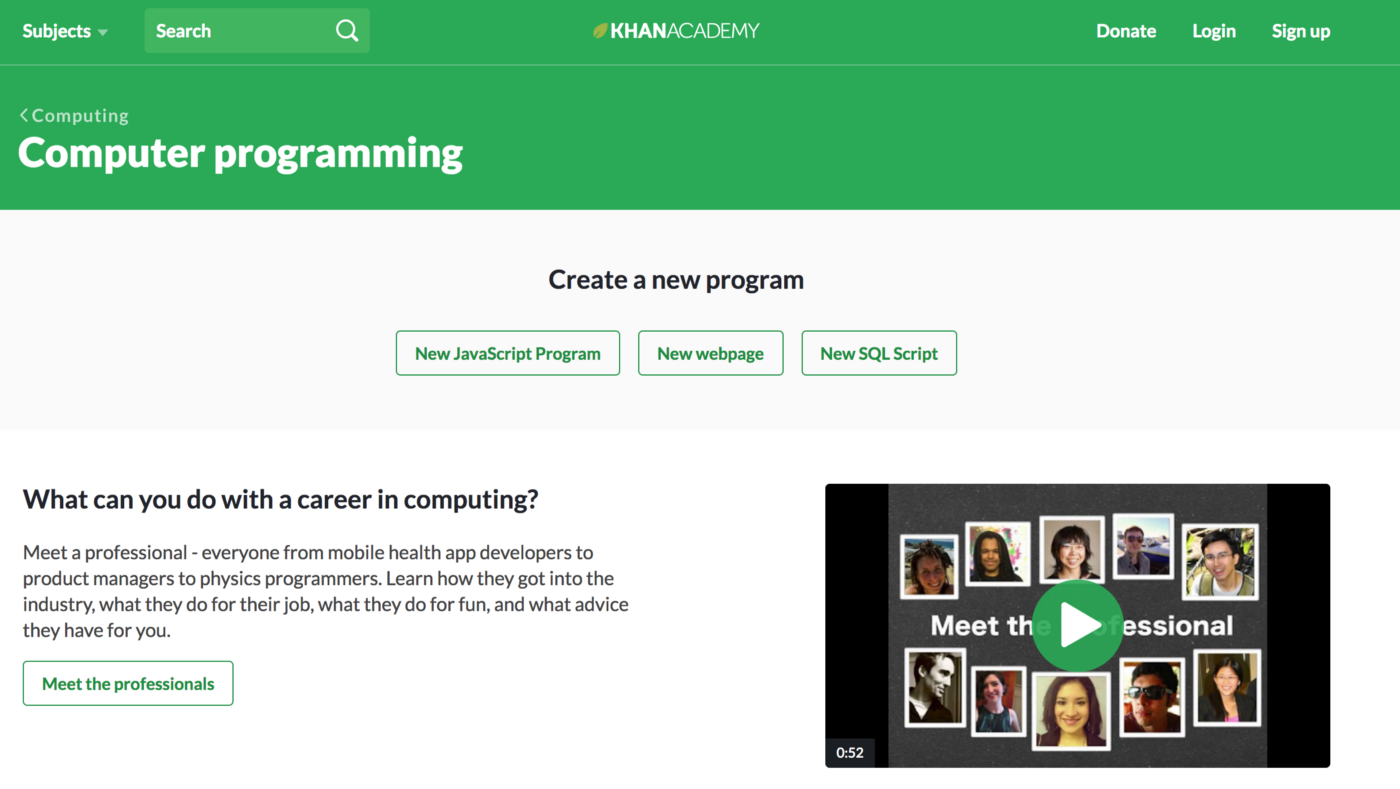 Subjects
Search
KHANACADEMY
Donate
Login
Sign up
Computing
Computer programming
Create a new program
New JavaScript Program
New webpage
New SQL Script
What can you do with a career in computing?
Meet a professional - everyone from mobile health app developers to
product managers to physics programmers. Learn how they got into the
industry, what they do for their job, what they do for fun, and what advice
they have for you.
Meet the professionals
Meet the essional
0:52